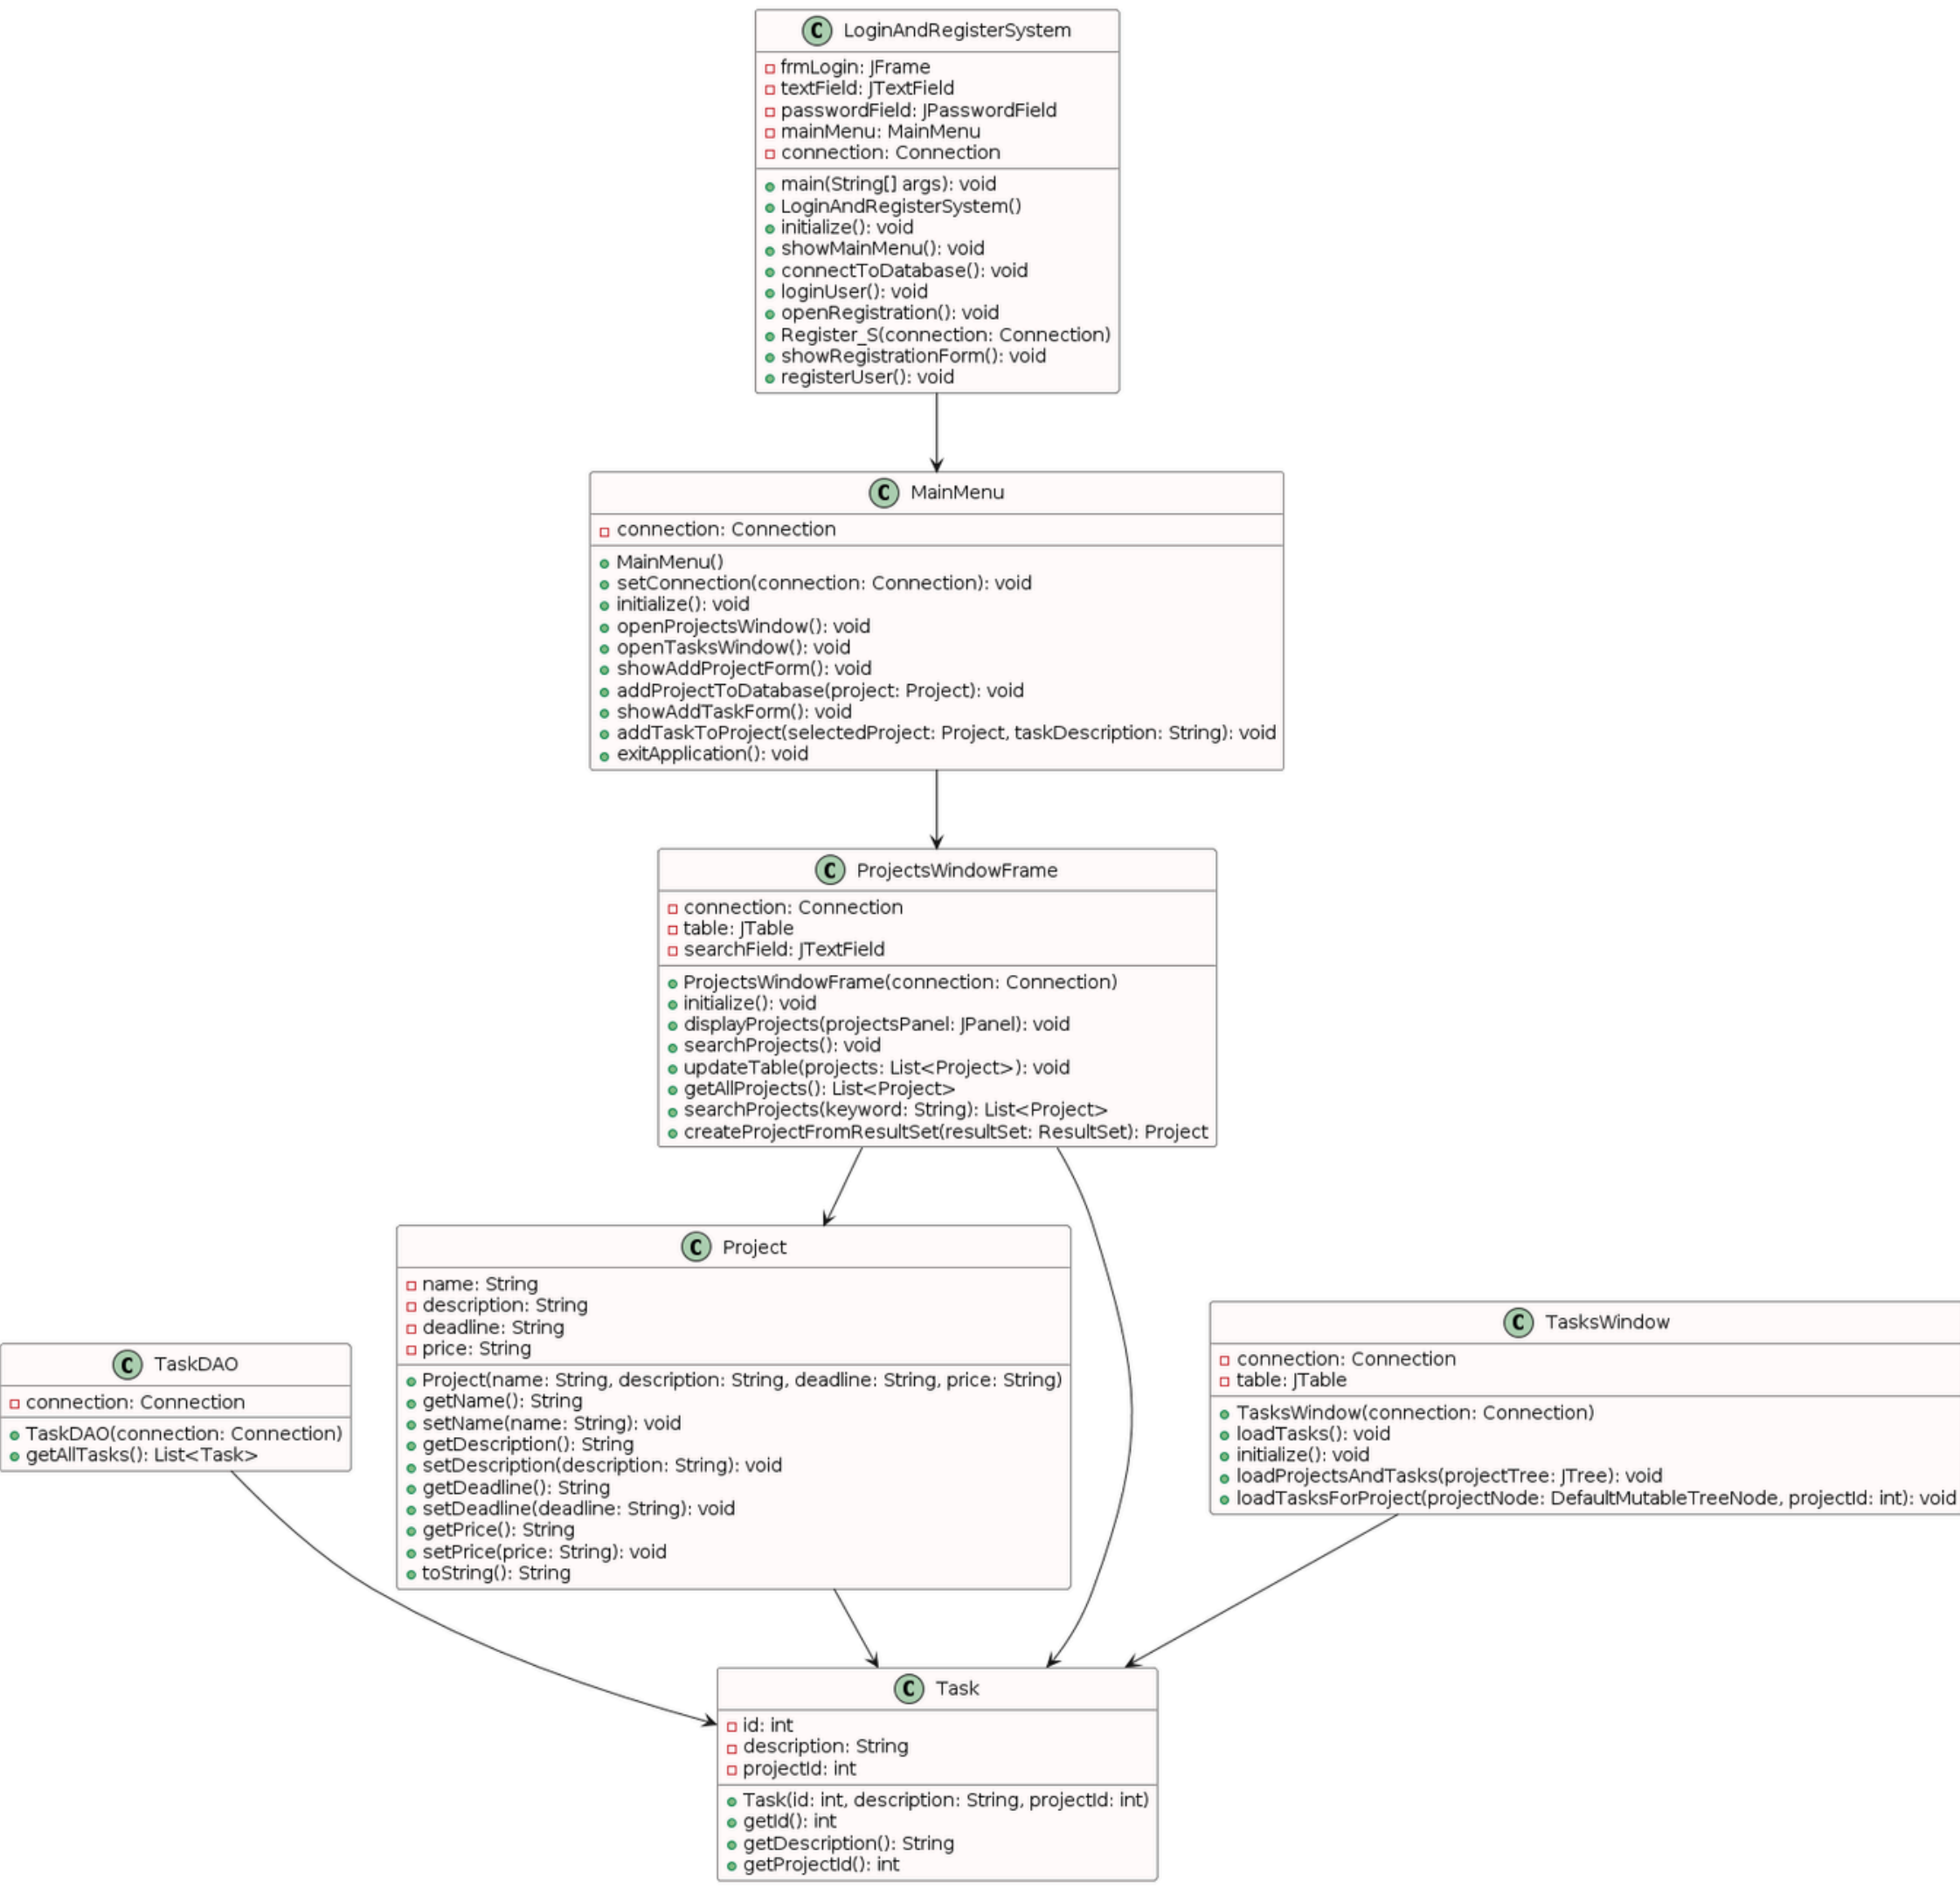 C LoginAndRegisterSystem
frmLogin: JFrame
textField: JTextField
passwordField: JPasswordField
mainMenu: MainMenu
connection: Connection
main(String[] args): void
LoginAndRegisterSystem()
initialize(): void
showMainMenu(): void
connectToDatabase(): void
loginUser(): void
openRegistration(): void
Register_S(connection: Connection)
showRegistrationForm(): void
registerUser(): void
C MainMenu
connection: Connection
MainMenu()
setConnection(connection: Connection): void
initialize(): void
openProjectsWindow(): void
openTasksWindow(): void
showAddProjectForm(): void
addProjectToDatabase(project: Project): void
showAddTaskForm(): void
addTaskToProject(selectedProject: Project, taskDescription: String): void
exitApplication(): void
C ProjectsWindowFrame
connection: Connection
table: JTable
searchField: JTextField
ProjectsWindowFrame(connection: Connection)
initialize(): void
displayProjects(projectsPanel: JPanel): void
searchProjects(): void
updateTable(projects: List<Project>): void
getAllProjects(): List<Project>
searchProjects(keyword: String): List<Project>
createProjectFromResultSet(resultSet: ResultSet): Project
C Project
name: String
description: String
deadline: String
price: String
Project(name: String, description: String, deadline: String, price: String)
getName(): String
setName(name: String): void
getDescription(): String
setDescription(description: String): void
getDeadline(): String
setDeadline(deadline: String): void
getPrice(): String
setPrice(price: String): void
toString(): String
C TaskDAO
connection: Connection
TaskDAO(connection: Connection)
getAllTasks(): List<Task>
C TasksWindow
connection: Connection
table: JTable
TasksWindow(connection: Connection)
loadTasks(): void
initialize(): void
loadProjectsAndTasks(projectTree: JTree): void
loadTasksForProject(projectNode: DefaultMutableTreeNode, projectId: int): void
C Task
id: int
description: String
projectId: int
Task(id: int, description: String, projectId: int)
getId(): int
getDescription(): String
getProjectId(): int